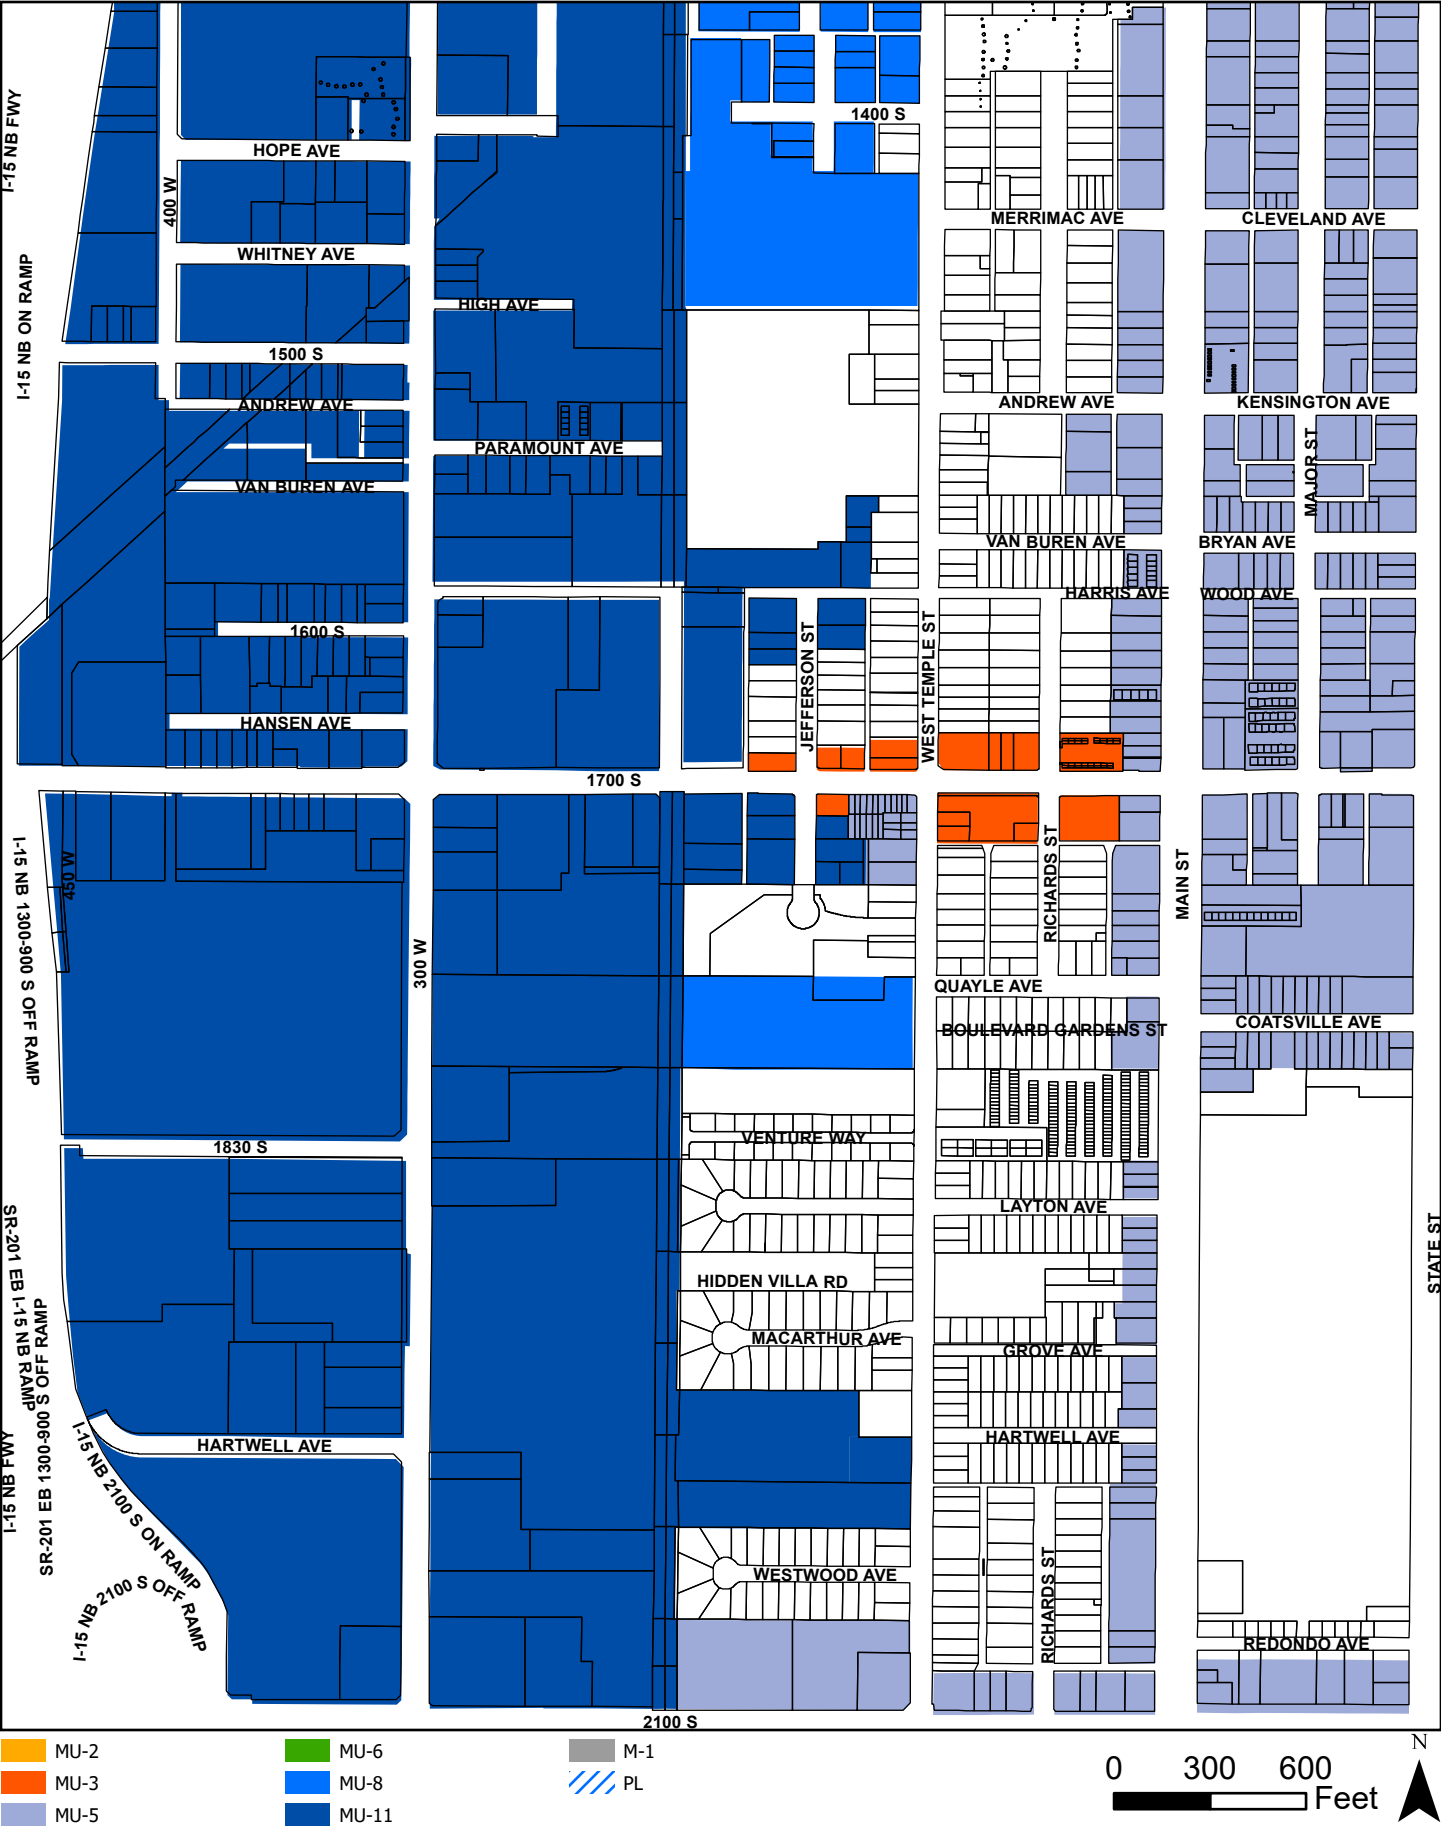 I-15 NB FWY
1400 S
HOPE AVE
400 W
MERRIMAC AVE
CLEVELAND AVE
WHITNEY AVE
I-15 NB ON RAMP
HIGH AVE
1500 S
ANDREW AVE
ANDREW AVE
KENSINGTON AVE
PARAMOUNT AVE
MAJOR ST
VAN BUREN AVE
VAN BUREN AVE
BRYAN AVE
HARRIS AVE
WOOD AVE
1600 S
JEFFERSON ST
WEST TEMPLE ST
HANSEN AVE
1700 S
I-15 NB 1300-900 S OFF RAMP
450 W
RICHARDS ST
MAIN ST
300 W
QUAYLE AVE
COATSVILLE AVE
BOULEVARD GARDENS ST
VENTURE WAY
1830 S
LAYTON AVE
SR-201 EB I-15 NB RAMP
STATE ST
HIDDEN VILLA RD
MACARTHUR AVE
GROVE AVE
SR-201 EB 1300-900 S OFF RAMP
I-15 NB FWY
HARTWELL AVE
HARTWELL AVE
I-15 NB 2100 S ON RAMP
WESTWOOD AVE
RICHARDS ST
I-15 NB 2100 S OFF RAMP
REDONDO AVE
2100 S
MU-2
MU-3
MU-5
MU-6
MU-8
MU-11
M-1
PL
N
0 300 600
Feet